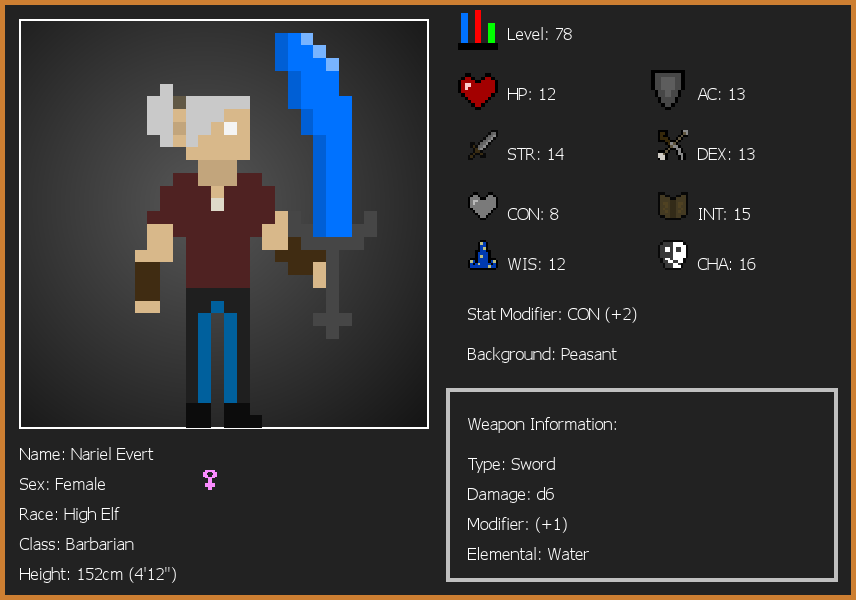 Level: 78
HP: 12
AC: 13
STR: 14
DEX: 13
CON: 8
INT: 15
WIS: 12
CHA: 16
Stat Modifier: CON (+2)
Background: Peasant
Weapon Information:
Type: Sword
Damage: d6
Modifier: (+1)
Elemental: Water
Name: Nariel Evert
Sex: Female
Race: High Elf
Class: Barbarian
Height: 152cm (4'12")